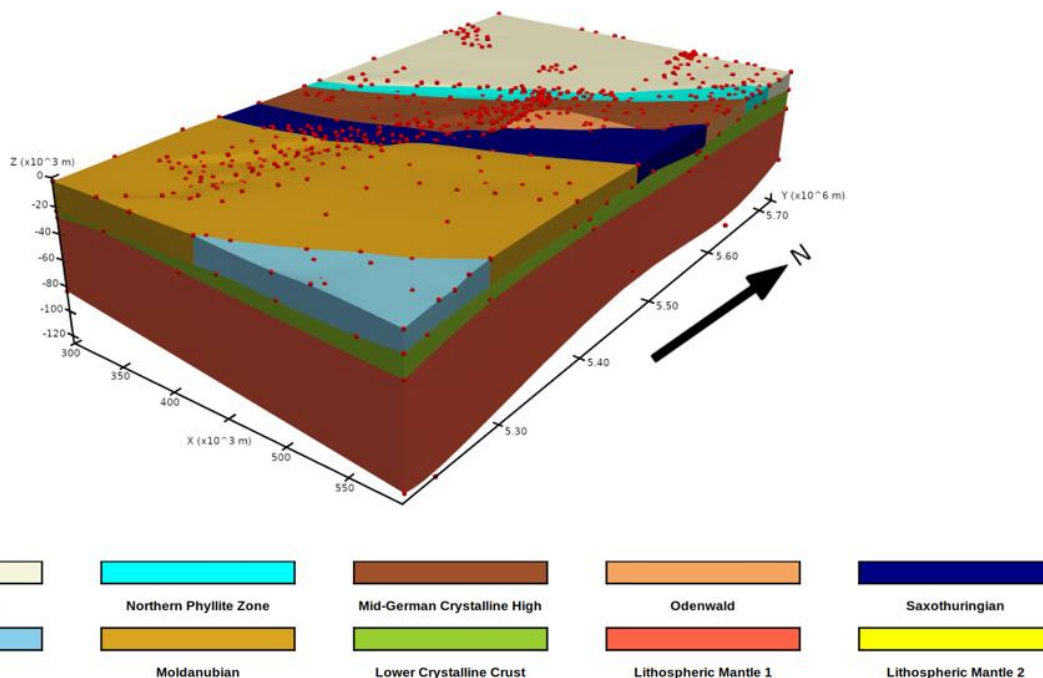 N
Z (x10^3 m)
0
-20
-40
-60
-80
-100
-120
300
350
400
X (x10^3 m)
500
550
Y (x10^6 m)
5.70
5.60
5.50
5.40
5.30
Northern Phyllite Zone
Mid-German Crystalline High
Odenwald
Saxothuringian
Moldanubian
Lower Crystalline Crust
Lithospheric Mantle 1
Lithospheric Mantle 2